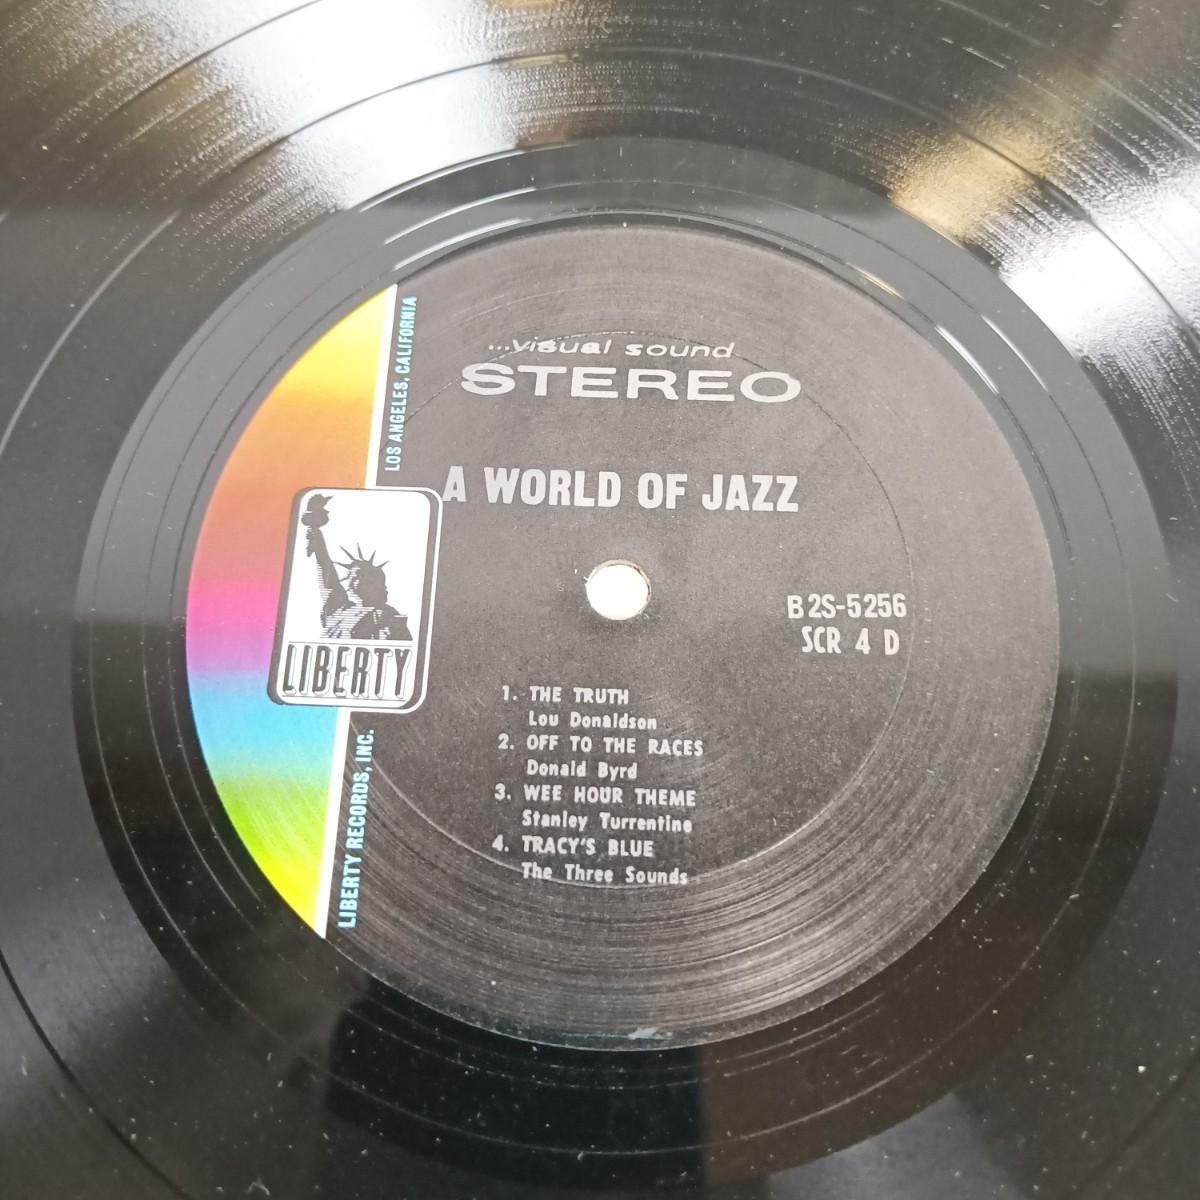 ...visual sound
STEREO
A WORLD OF JAZZ
LOS ANGELES, CALIFORNIA
LIBERTY
LIBERTY RECORDS, INC.
B 2S-5256
SCR 4 D
1. THE TRUTH
Lou Donaldson
2. OFF TO THE RACES
Donald Byrd
3. WEE HOUR THEME
Stanley Turrentine
4. TRACY'S BLUE
The Three Sounds